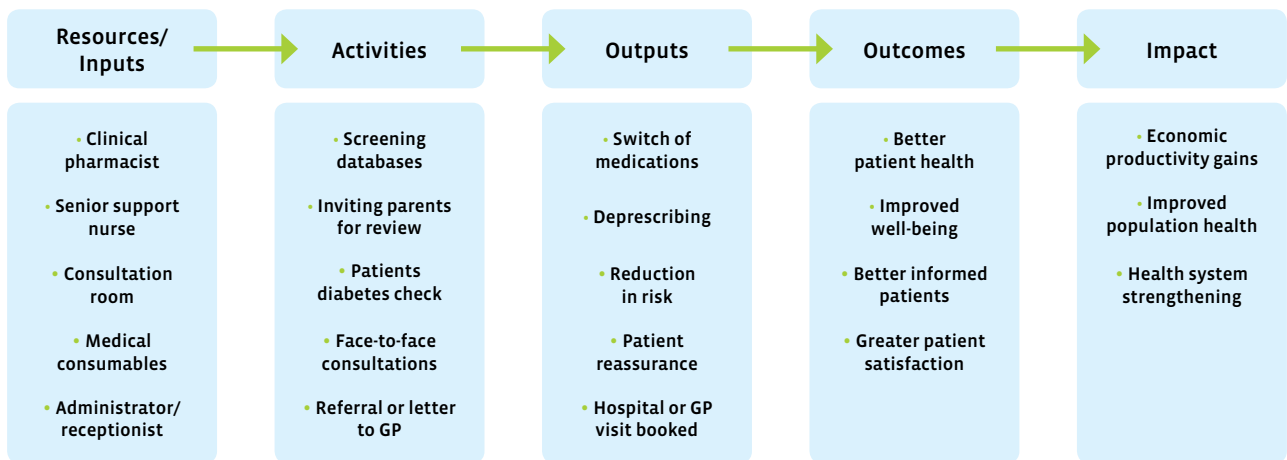 Resources/
Inputs
Activities
Outputs
Outcomes
Impact
• Clinical
pharmacist
• Senior support
nurse
• Consultation
room
• Medical
consumables
• Administrator/
receptionist
• Screening
databases
• Inviting parents
for review
• Patients
diabetes check
• Face-to-face
consultations
• Referral or letter
to GP
• Switch of
medications
• Deprescribing
• Reduction
in risk
• Patient
reassurance
• Hospital or GP
visit booked
• Better
patient health
• Improved
well-being
• Better informed
patients
• Greater patient
satisfaction
• Economic
productivity gains
• Improved
population health
• Health system
strengthening